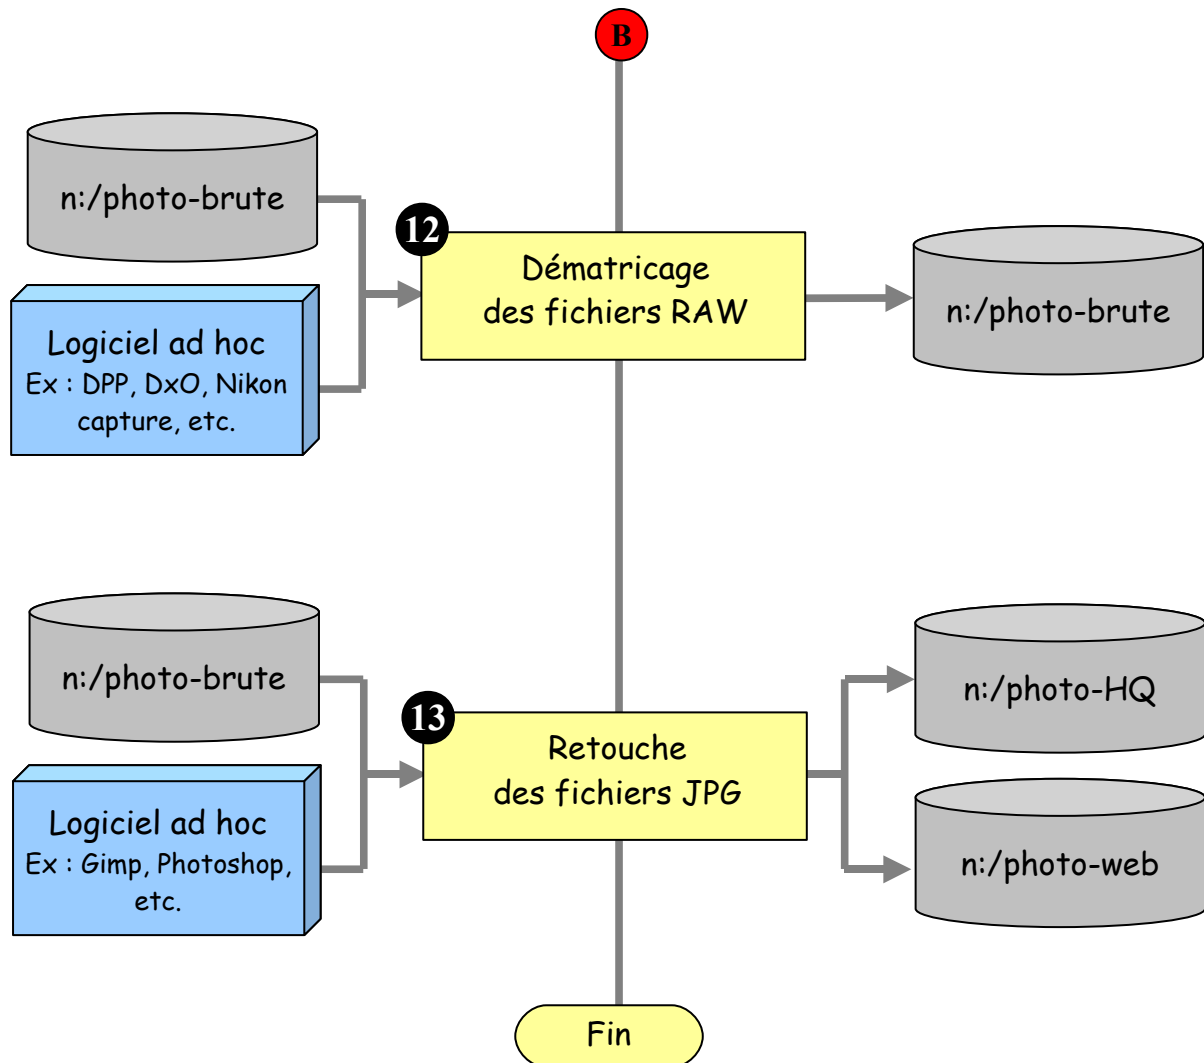 B
n:/photo-brute
12
Dématricage
des fichiers RAW
n:/photo-brute
Logiciel ad hoc
Ex : DPP, DxO, Nikon
capture, etc.
n:/photo-brute
13
Retouche
des fichiers JPG
n:/photo-HQ
Logiciel ad hoc
Ex : Gimp, Photoshop,
etc.
n:/photo-web
Fin